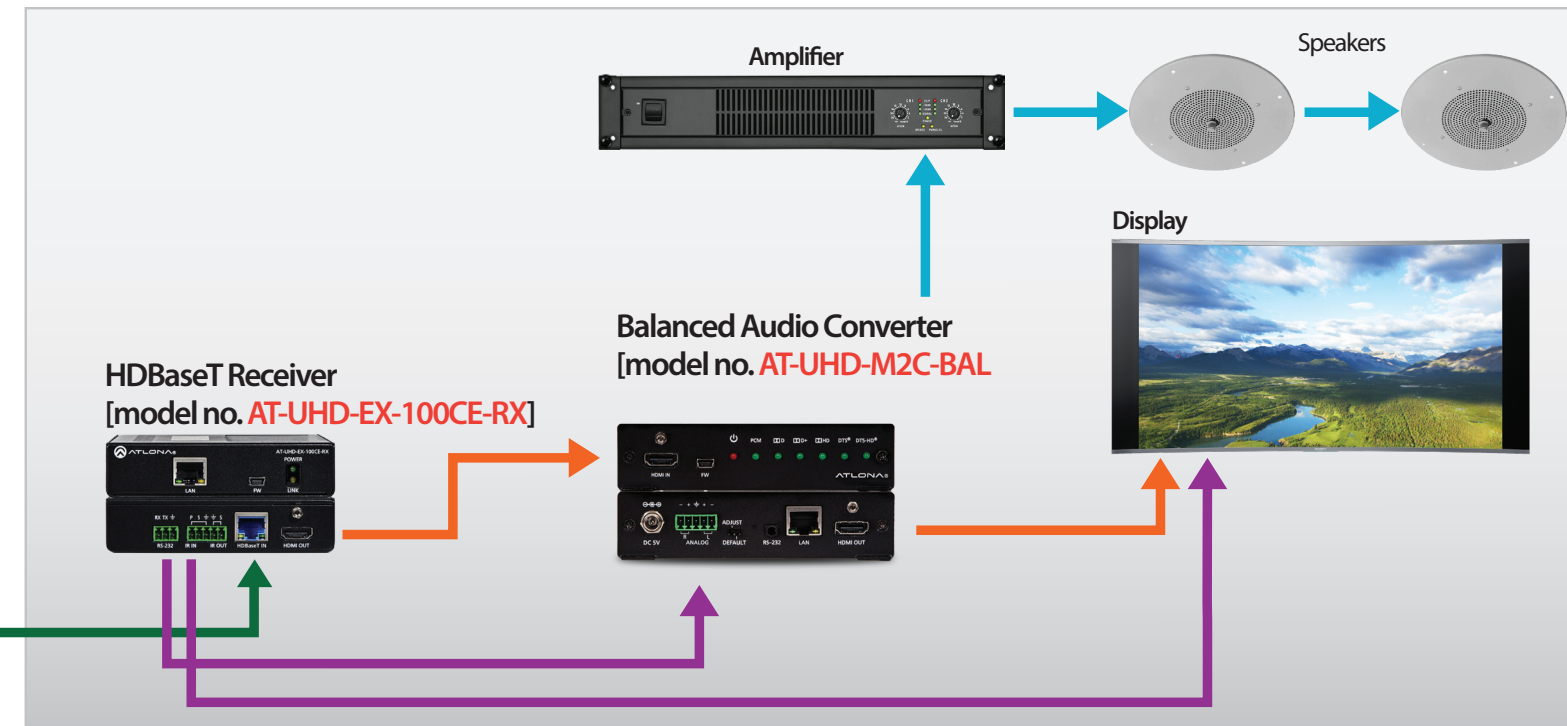 Amplifier
Speakers
Display
Balanced Audio Converter
[model no. AT-UHD-M2C-BAL
HDBaseT Receiver
[model no. AT-UHD-EX-100CE-RX]
ATLONA®
AT-UHD-EX-100CE-RX
POWER
LAN
FW
LINK
RX TX
P S S
RS-232
IR IN
IR OUT
HDBaseT IN
HDMI OUT
PCM
D
D+
HD
DTS®
DTS-HD®
HDMI IN
FW
ATLONA®
- + + -
ADJUST
R L
DC 5V
ANALOG
DEFAULT
RS-232
LAN
HDMI OUT